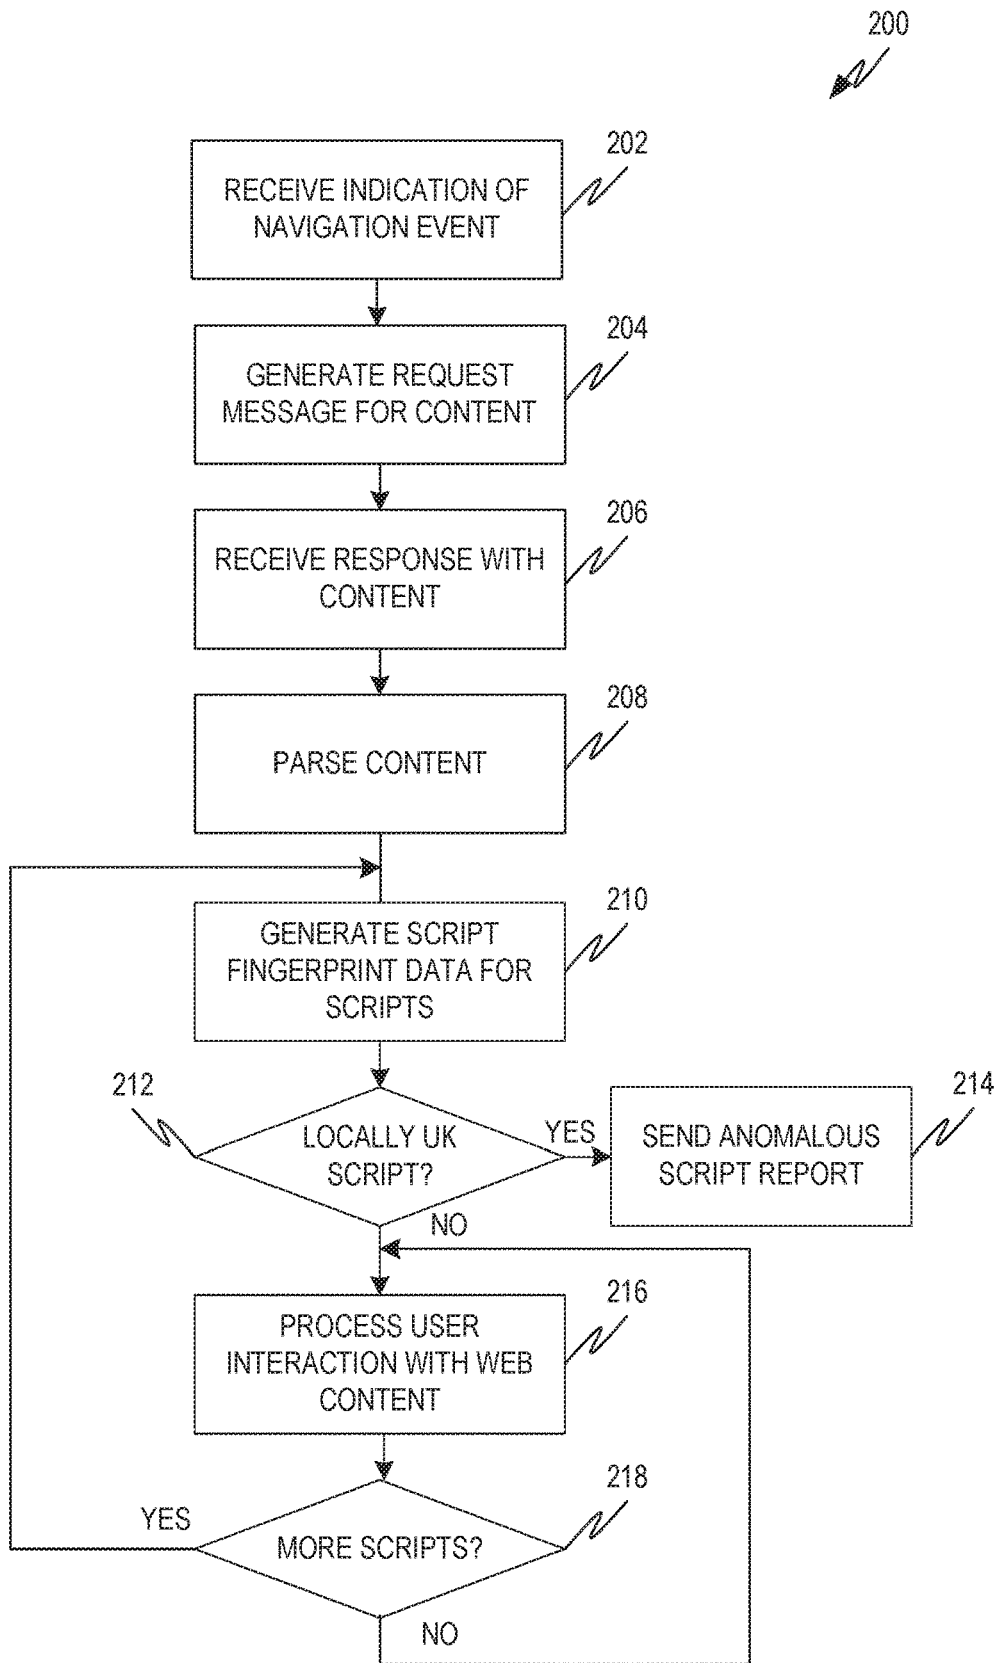 200
202
RECEIVE INDICATION OF
NAVIGATION EVENT
204
GENERATE REQUEST
MESSAGE FOR CONTENT
206
RECEIVE RESPONSE WITH
CONTENT
208
PARSE CONTENT
210
GENERATE SCRIPT
FINGERPRINT DATA FOR
SCRIPTS
212
LOCALLY UK
SCRIPT?
YES
214
SEND ANOMALOUS
SCRIPT REPORT
NO
216
PROCESS USER
INTERACTION WITH WEB
CONTENT
218
YES
MORE SCRIPTS?
NO